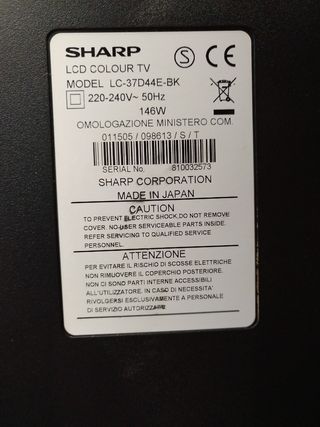 SHARP
S CE
LCD COLOUR TV
MODEL LC-37D44E-BK
220-240V~ 50Hz
146W
OMOLOGAZIONE MINISTERO COM.
011505 / 098613 / S / T
SERIAL No. 810032573
SHARP CORPORATION
MADE IN JAPAN
CAUTION
TO PREVENT ELECTRIC SHOCK,DO NOT REMOVE
COVER. NO-USER SERVICEABLE PARTS INSIDE.
REFER SERVICING TO QUALIFIED SERVICE
PERSONNEL.
ATTENZIONE
PER EVITARE IL RISCHIO DI SCOSSE ELETTRICHE
NON RIMUOVERE IL COPERCHIO POSTERIORE.
NON CI SONO PARTI INTERNE ACCESSIBILI
ALL'UTILIZZATORE. IN CASO DI NECESSITA'
RIVOLGERSI ESCLUSIVAMENTE A PERSONALE
DI SERVIZIO AUTORIZZATO.